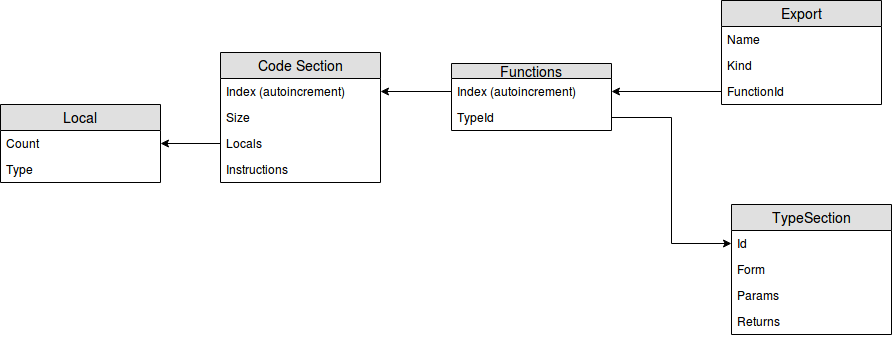 Export
Name
Kind
FunctionId
Code Section
Index (autoincrement)
Size
Locals
Instructions
Functions
Index (autoincrement)
TypeId
Local
Count
Type
TypeSection
Id
Form
Params
Returns